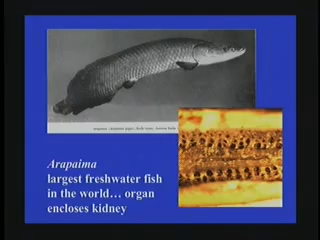 Arapaima
largest freshwater fish
in the world… organ
encloses kidney